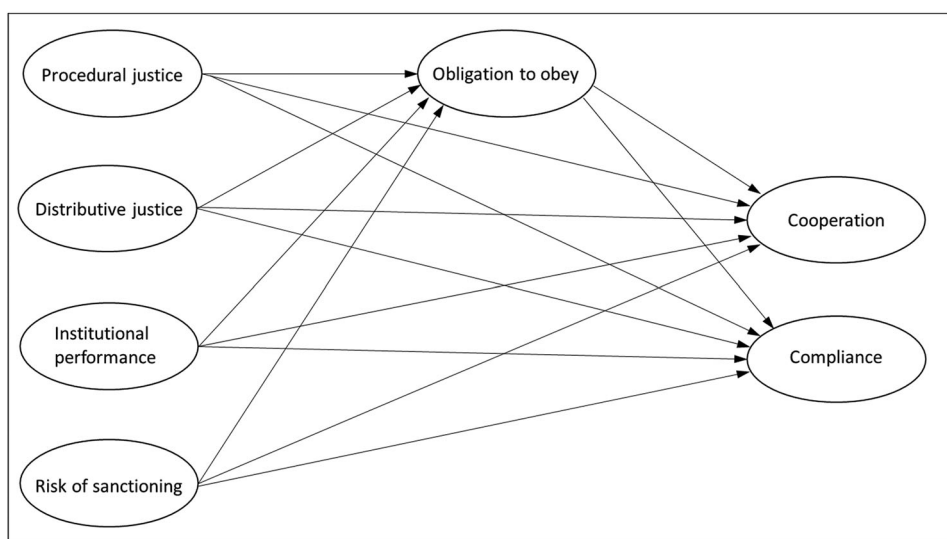 Procedural justice
Obligation to obey
Distributive justice
Cooperation
Institutional
performance
Compliance
Risk of sanctioning